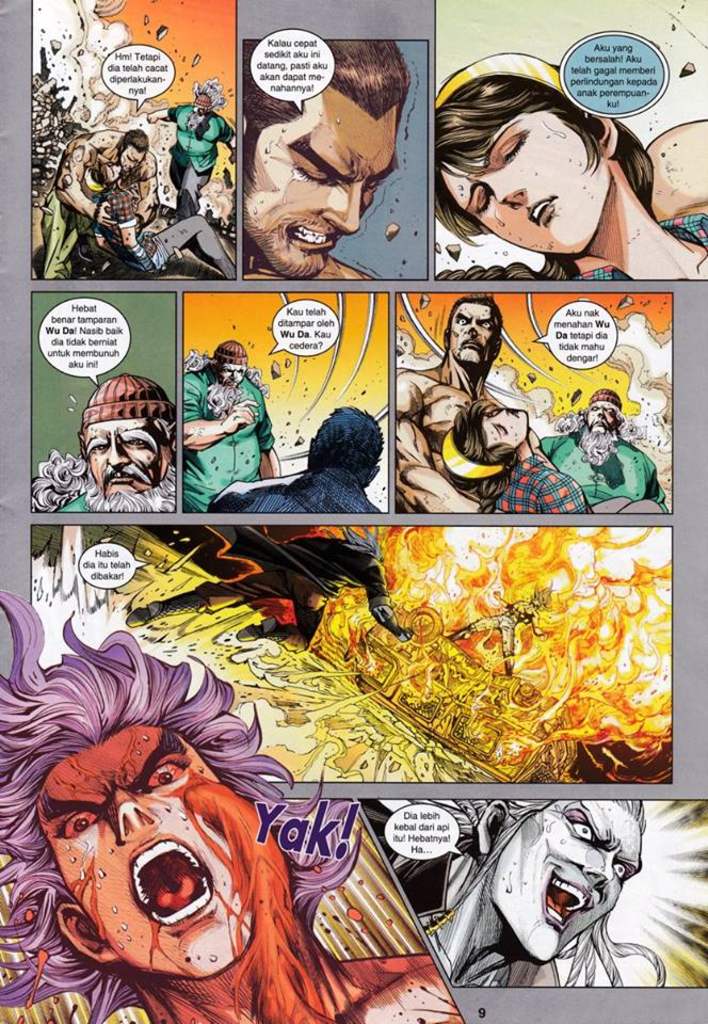 Hm! Tetapi
dia telah cacat
diperlakukan-
nya!
Kalau cepat
sedikit aku ini
datang, pasti aku
akan dapat me-
nahannya!
Aku yang
bersalah! Aku
telah gagal memberi
perlindungan kepada
anak perempuan-
ku!
Hebat
benar tamparan
Wu Da! Nasib baik
dia tidak berniat
untuk membunuh
aku ini!
Kau telah
ditampar oleh
Wu Da. Kau
cedera?
Aku nak
menahan Wu
Da tetapi dia
tidak mahu
dengar!
Habis
dia itu telah
dibakar!
Yak!
Dia lebih
kebal dari api
itu! Hebatnya!
Ha...
9